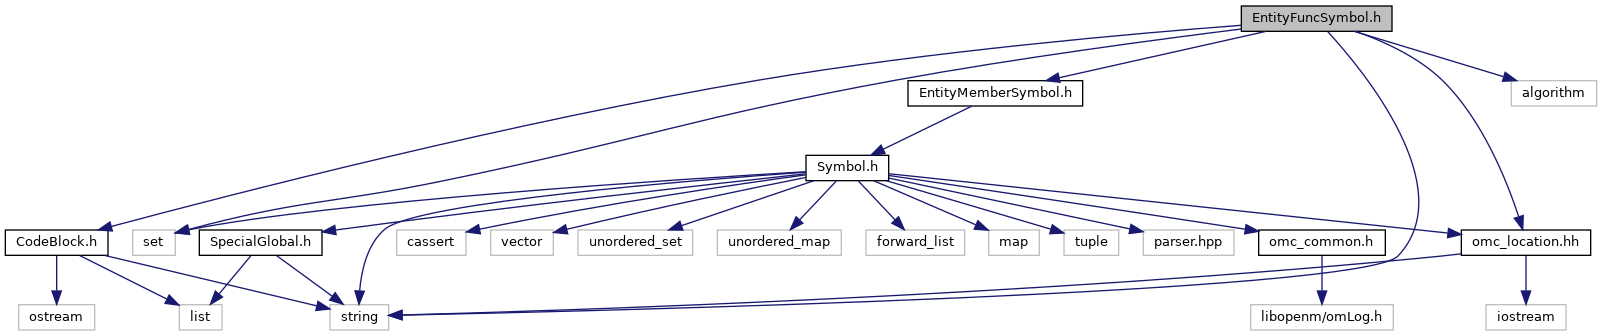 EntityFuncSymbol.h
EntityMemberSymbol.h
algorithm
Symbol.h
CodeBlock.h
set
SpecialGlobal.h
cassert
vector
unordered_set
unordered_map
forward_list
map
tuple
parser.hpp
omc_common.h
omc_location.hh
ostream
list
string
libopenm/omLog.h
iostream